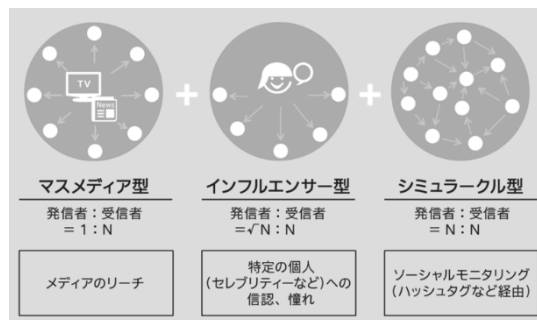 TV
News
マスメディア型
発信者：受信者
= 1：N
メディアのリーチ
インフルエンサー型
発信者：受信者
=√N：N
特定の個人
(セレブリティーなど)への
信認、憧れ
シミュラークル型
発信者：受信者
= N：N
ソーシャルモニタリング
(ハッシュタグなど経由)